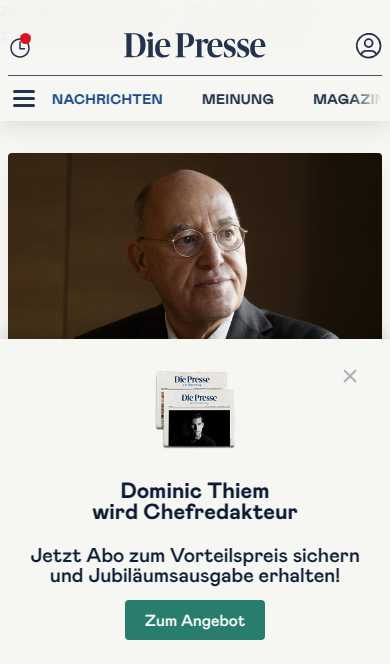 Die Presse
NACHRICHTEN MEINUNG MAGAZIN
Die Presse
Die Presse
Dominic Thiem
wird Chefredakteur
Jetzt Abo zum Vorteilspreis sichern
und Jubiläumsausgabe erhalten!
Zum Angebot